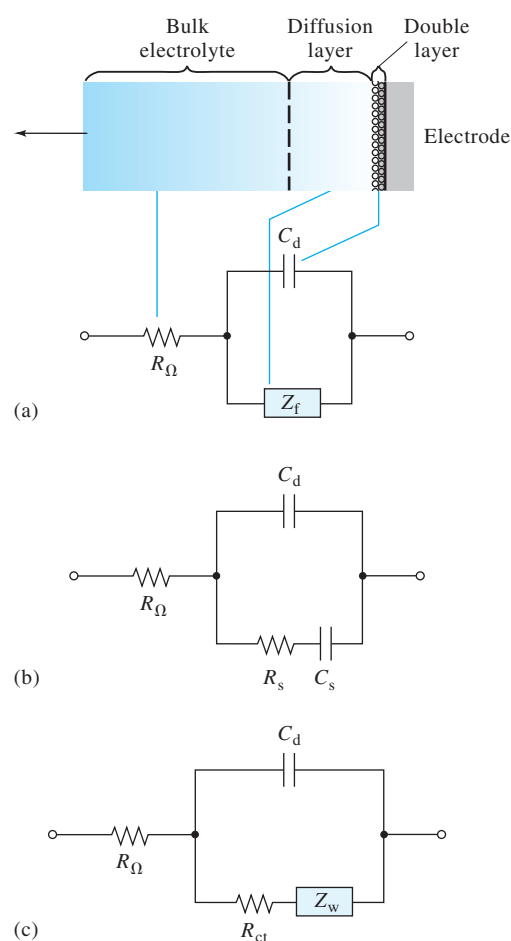 Bulk electrolyte
Diffusion layer
Double layer
Electrode
C_d
R_Ω
Z_f
(a)
C_d
R_Ω
R_s
C_s
(b)
C_d
R_Ω
R_ct
Z_w
(c)